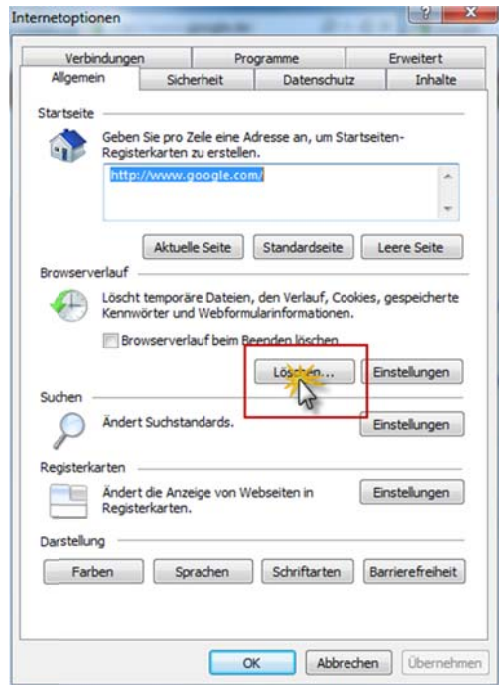 Internetoptionen
Verbindungen Programme Erweitert
Allgemein Sicherheit Datenschutz Inhalte
Startseite
Geben Sie pro Zeile eine Adresse an, um Startseiten-
Registerkarten zu erstellen.
http://www.google.com/
Aktuelle Seite Standardseite Leere Seite
Browserverlauf
Löscht temporäre Dateien, den Verlauf, Cookies, gespeicherte
Kennwörter und Webformularinformationen.
Browserverlauf beim Beenden löschen
Löschen... Einstellungen
Suchen
Ändert Suchstandards. Einstellungen
Registerkarten
Ändert die Anzeige von Webseiten in
Registerkarten. Einstellungen
Darstellung
Farben Sprachen Schriftarten Barrierefreiheit
OK Abbrechen Übernehmen